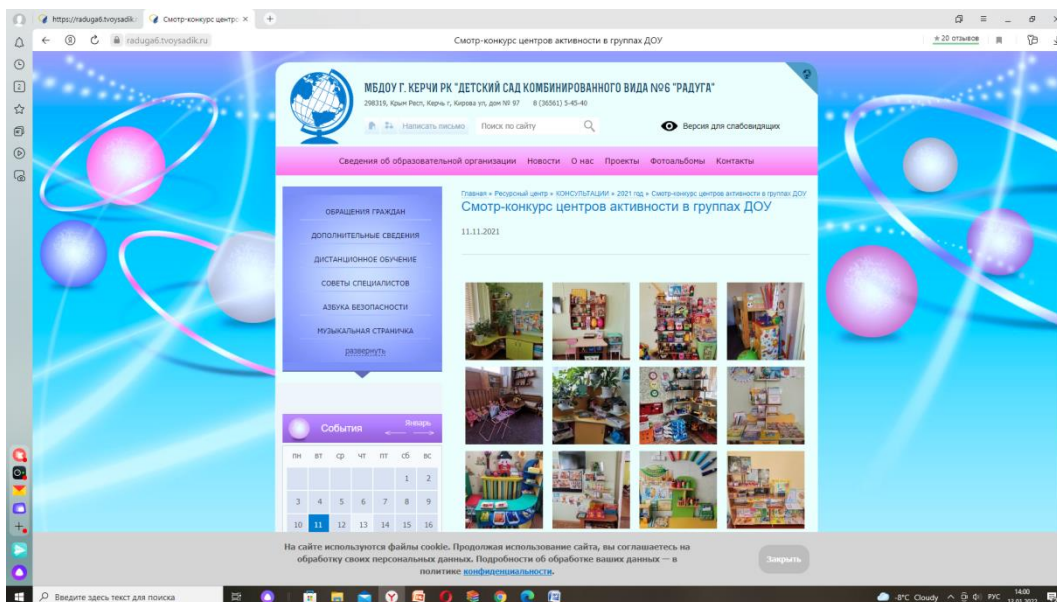 https://raduga6.tvoysadik.r
Смотр-конкурс центро
raduga6.tvoysadik.ru
Смотр-конкурс центров активности в группах ДОУ
★ 20 отзывов
МБДОУ Г. КЕРЧИ РК "ДЕТСКИЙ САД КОМБИНИРОВАННОГО ВИДА №6 "РАДУГА"
298319, Крым Респ, Керчь г, Кирова ул, дом № 97 8 (36561) 5-45-40
Написать письмо Поиск по сайту Версия для слабовидящих
Сведения об образовательной организации Новости О нас Проекты Фотоальбомы Контакты
ОБРАЩЕНИЯ ГРАЖДАН
ДОПОЛНИТЕЛЬНЫЕ СВЕДЕНИЯ
ДИСТАНЦИОННОЕ ОБУЧЕНИЕ
СОВЕТЫ СПЕЦИАЛИСТОВ
АЗБУКА БЕЗОПАСНОСТИ
МУЗЫКАЛЬНАЯ СТРАНИЧКА
развернуть
Главная » Ресурсный центр » КОНСУЛЬТАЦИИ » 2021 год » Смотр-конкурс центров активности в группах ДОУ
Смотр-конкурс центров активности в группах ДОУ
11.11.2021
События Январь
пн вт ср чт пт сб вс
1 2
3 4 5 6 7 8 9
10 11 12 13 14 15 16
На сайте используются файлы cookie. Продолжая использование сайта, вы соглашаетесь на
обработку своих персональных данных. Подробности об обработке ваших данных — в
политике конфиденциальности.
Закрыть
Введите здесь текст для поиска
-8°C Cloudy РУС 14:00